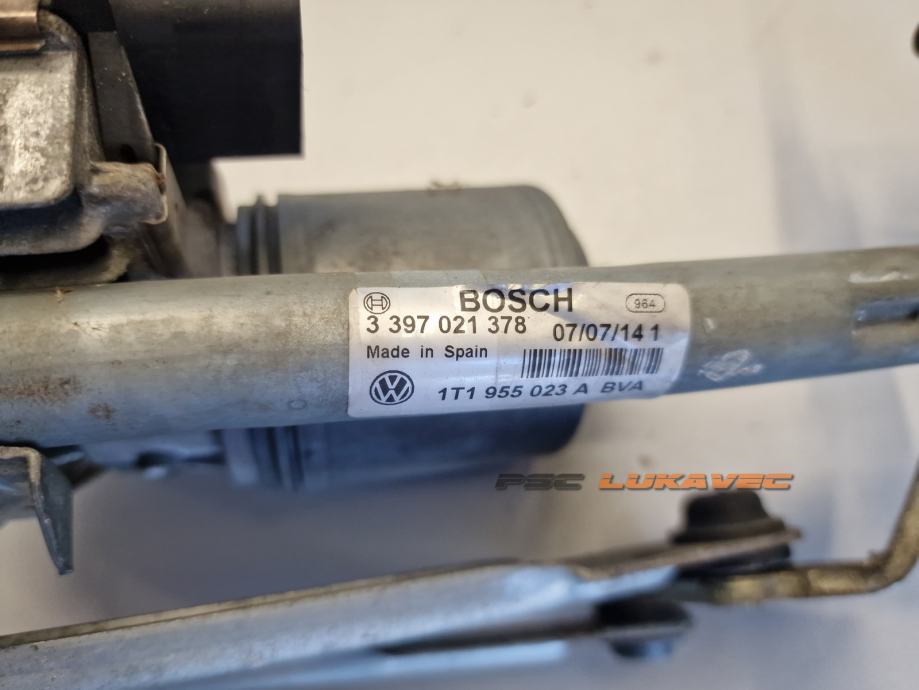 BOSCH 964
3 397 021 378 07/07/14 1
Made in Spain
1T1 955 023 A BVA
PSC LUKAVEC